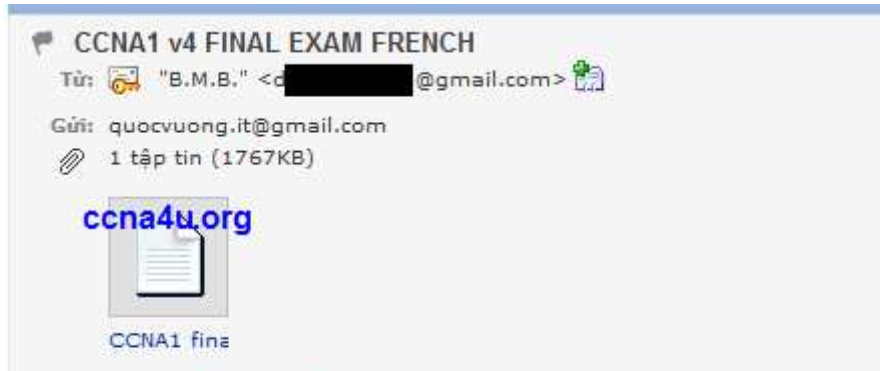 CCNA1 v4 FINAL EXAM FRENCH
Từ: "B.M.B." <d @gmail.com>
Gửi: quocvuong.it@gmail.com
1 tập tin (1767KB)
ccna4u.org
CCNA1 fina